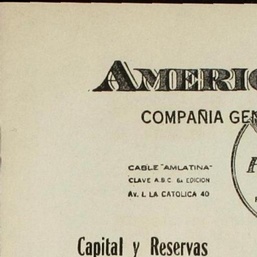 AMERIC
COMPAÑIA GEN
CABLE "AMLATINA"
CLAVE A.B.C 6a EDICION
Av. I. LA CATOLICA 40
Capital y Reservas